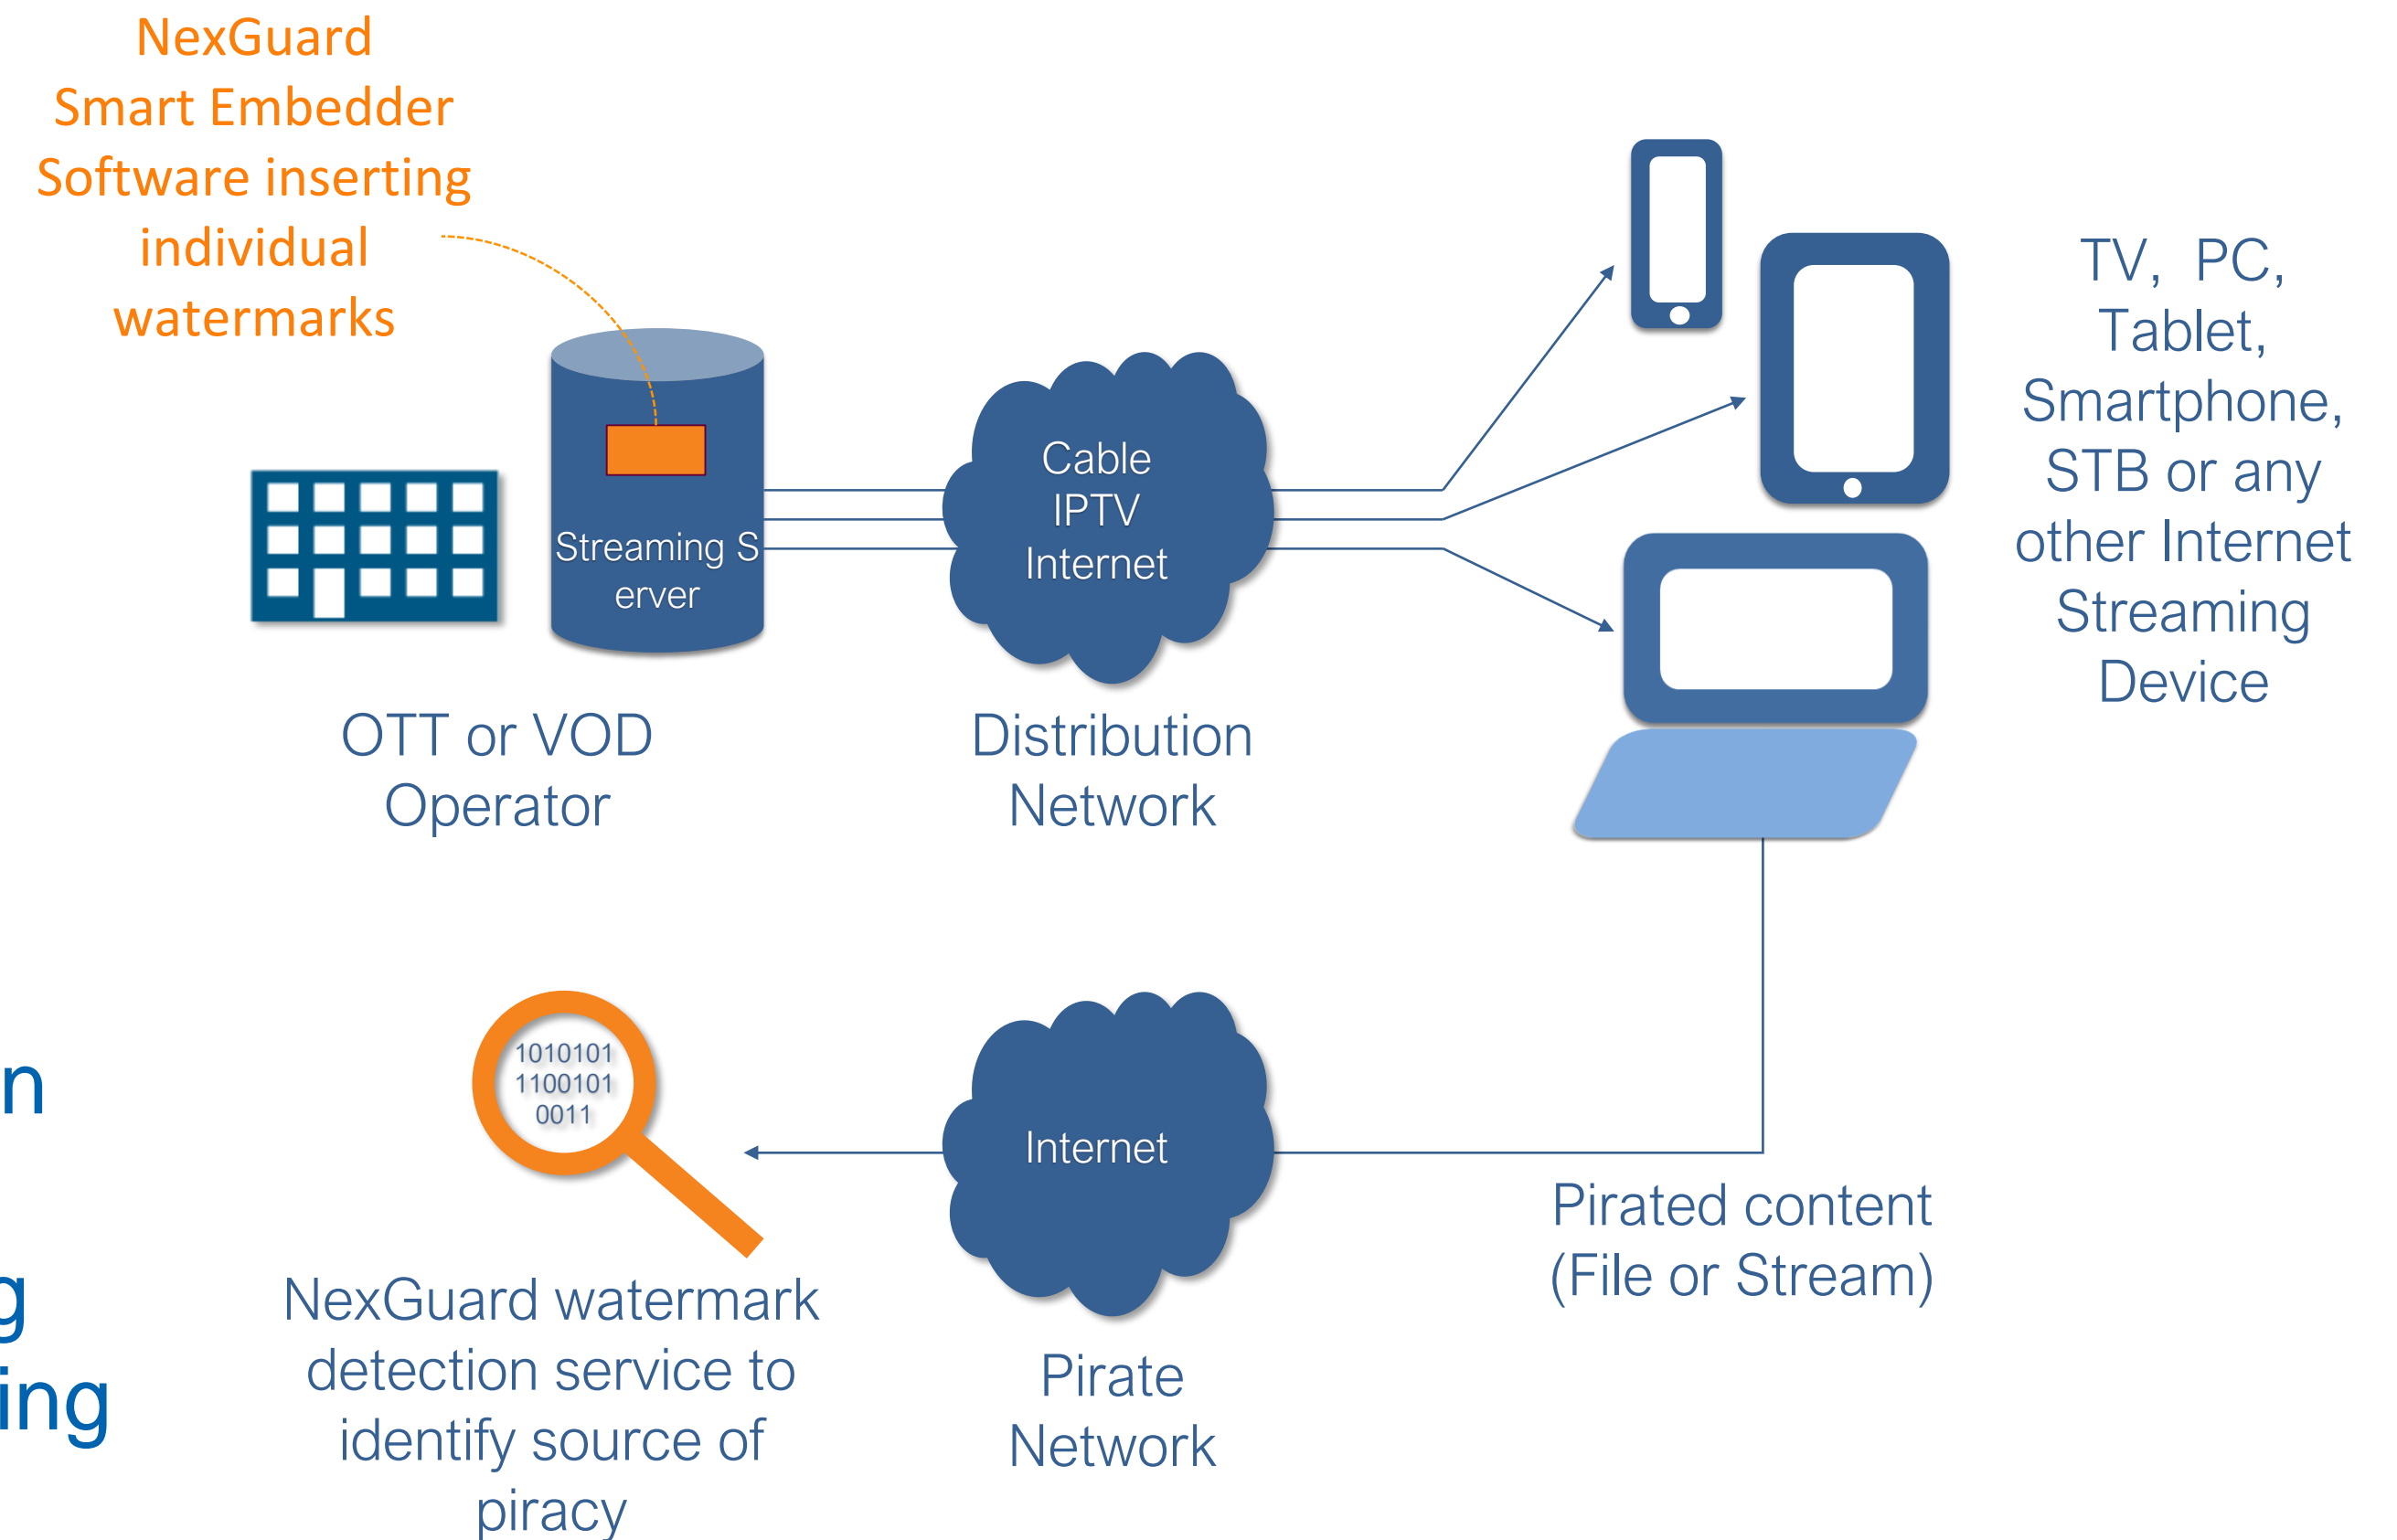 NexGuard
Smart Embedder
Software inserting
individual
watermarks
Streaming S
erver
Cable
IPTV
Internet
TV, PC,
Tablet,
Smartphone,
STB or any
other Internet
Streaming
Device
OTT or VOD
Operator
Distribution
Network
1010101
1100101
0011
Internet
Pirated content
(File or Stream)
NexGuard watermark
detection service to
identify source of
piracy
Pirate
Network
n
g
ing